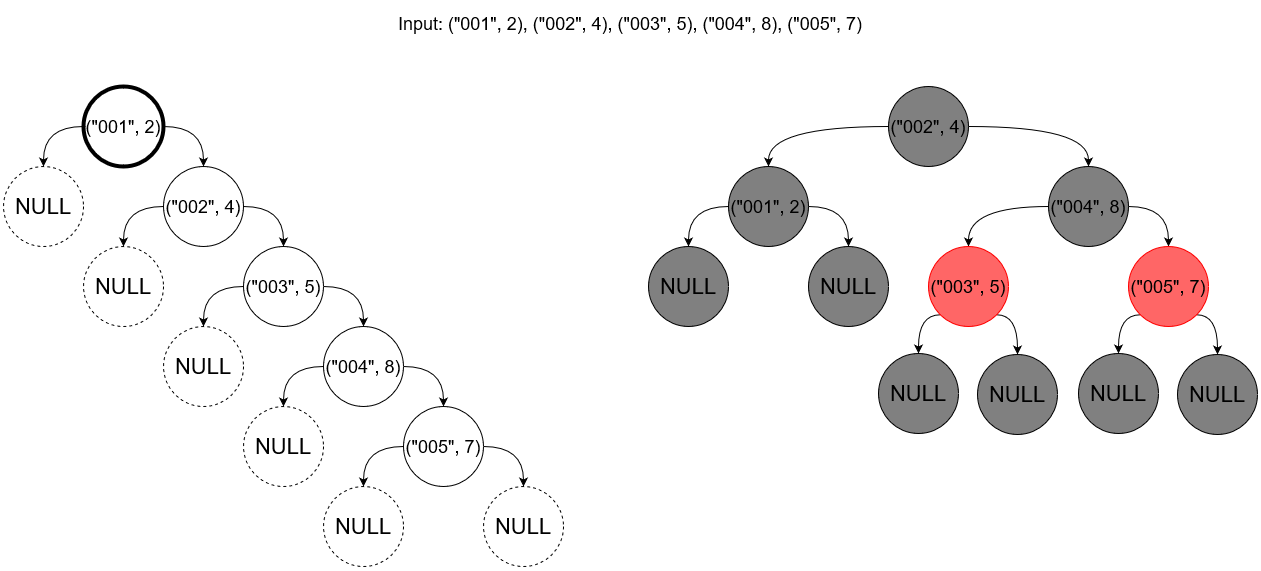 Input: ("001", 2), ("002", 4), ("003", 5), ("004", 8), ("005", 7)
("001", 2)
NULL
("002", 4)
NULL
("003", 5)
NULL
("004", 8)
NULL
("005", 7)
NULL
NULL
("002", 4)
("001", 2)
("004", 8)
NULL
NULL
("003", 5)
("005", 7)
NULL
NULL
NULL
NULL